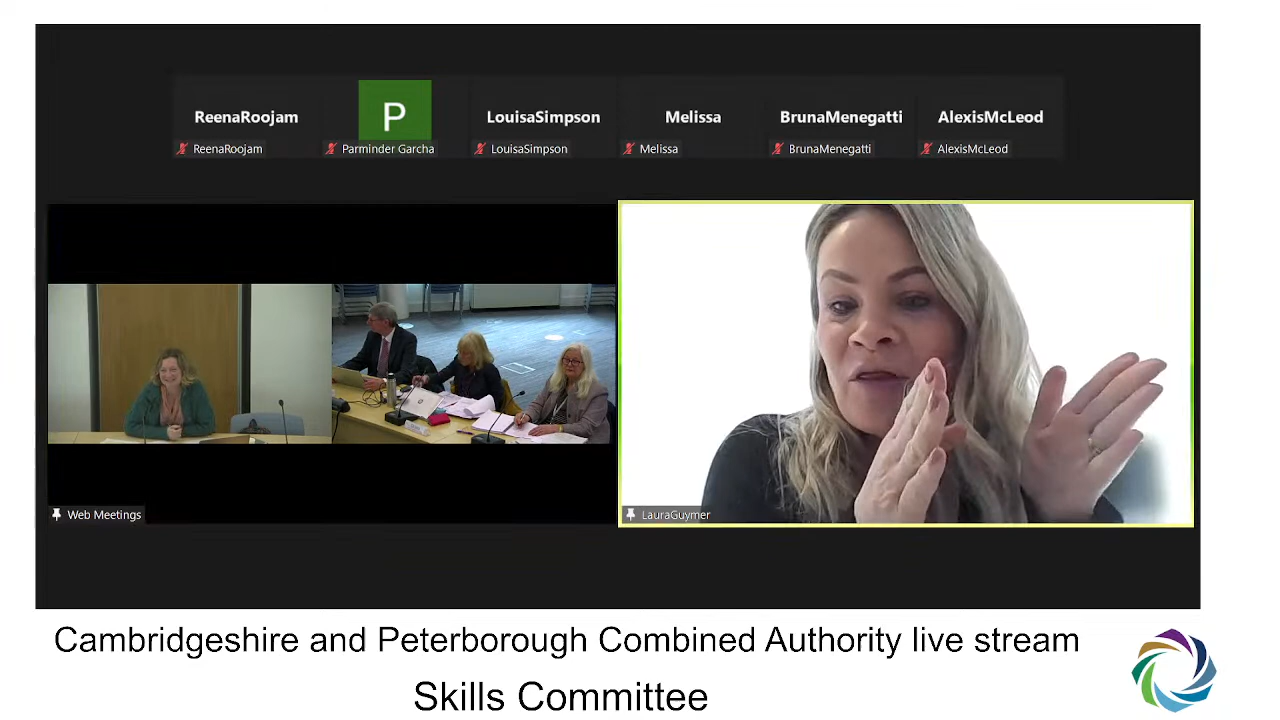 ReenaRoojam
P
LouisaSimpson
Melissa
BrunaMenegatti
AlexisMcLeod
ReenaRoojam
Parminder Garcha
LouisaSimpson
Melissa
BrunaMenegatti
AlexisMcLeod
Web Meetings
LauraGuymer
Cambridgeshire and Peterborough Combined Authority live stream
Skills Committee